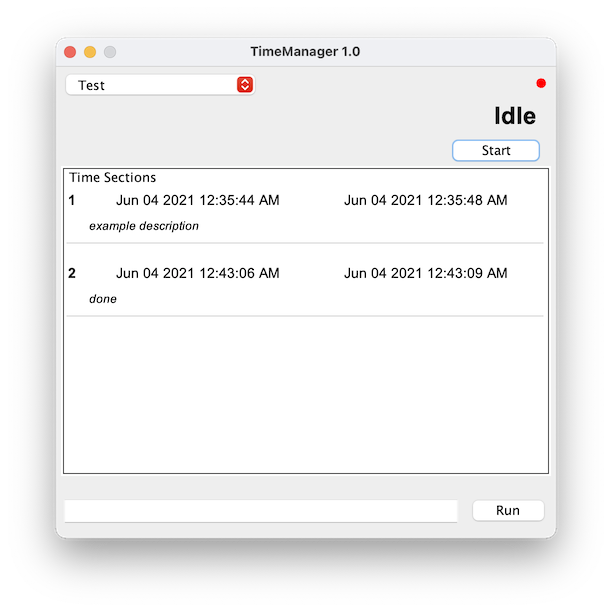 TimeManager 1.0
Test
Idle
Start
Time Sections
1 Jun 04 2021 12:35:44 AM Jun 04 2021 12:35:48 AM
example description
2 Jun 04 2021 12:43:06 AM Jun 04 2021 12:43:09 AM
done
Run